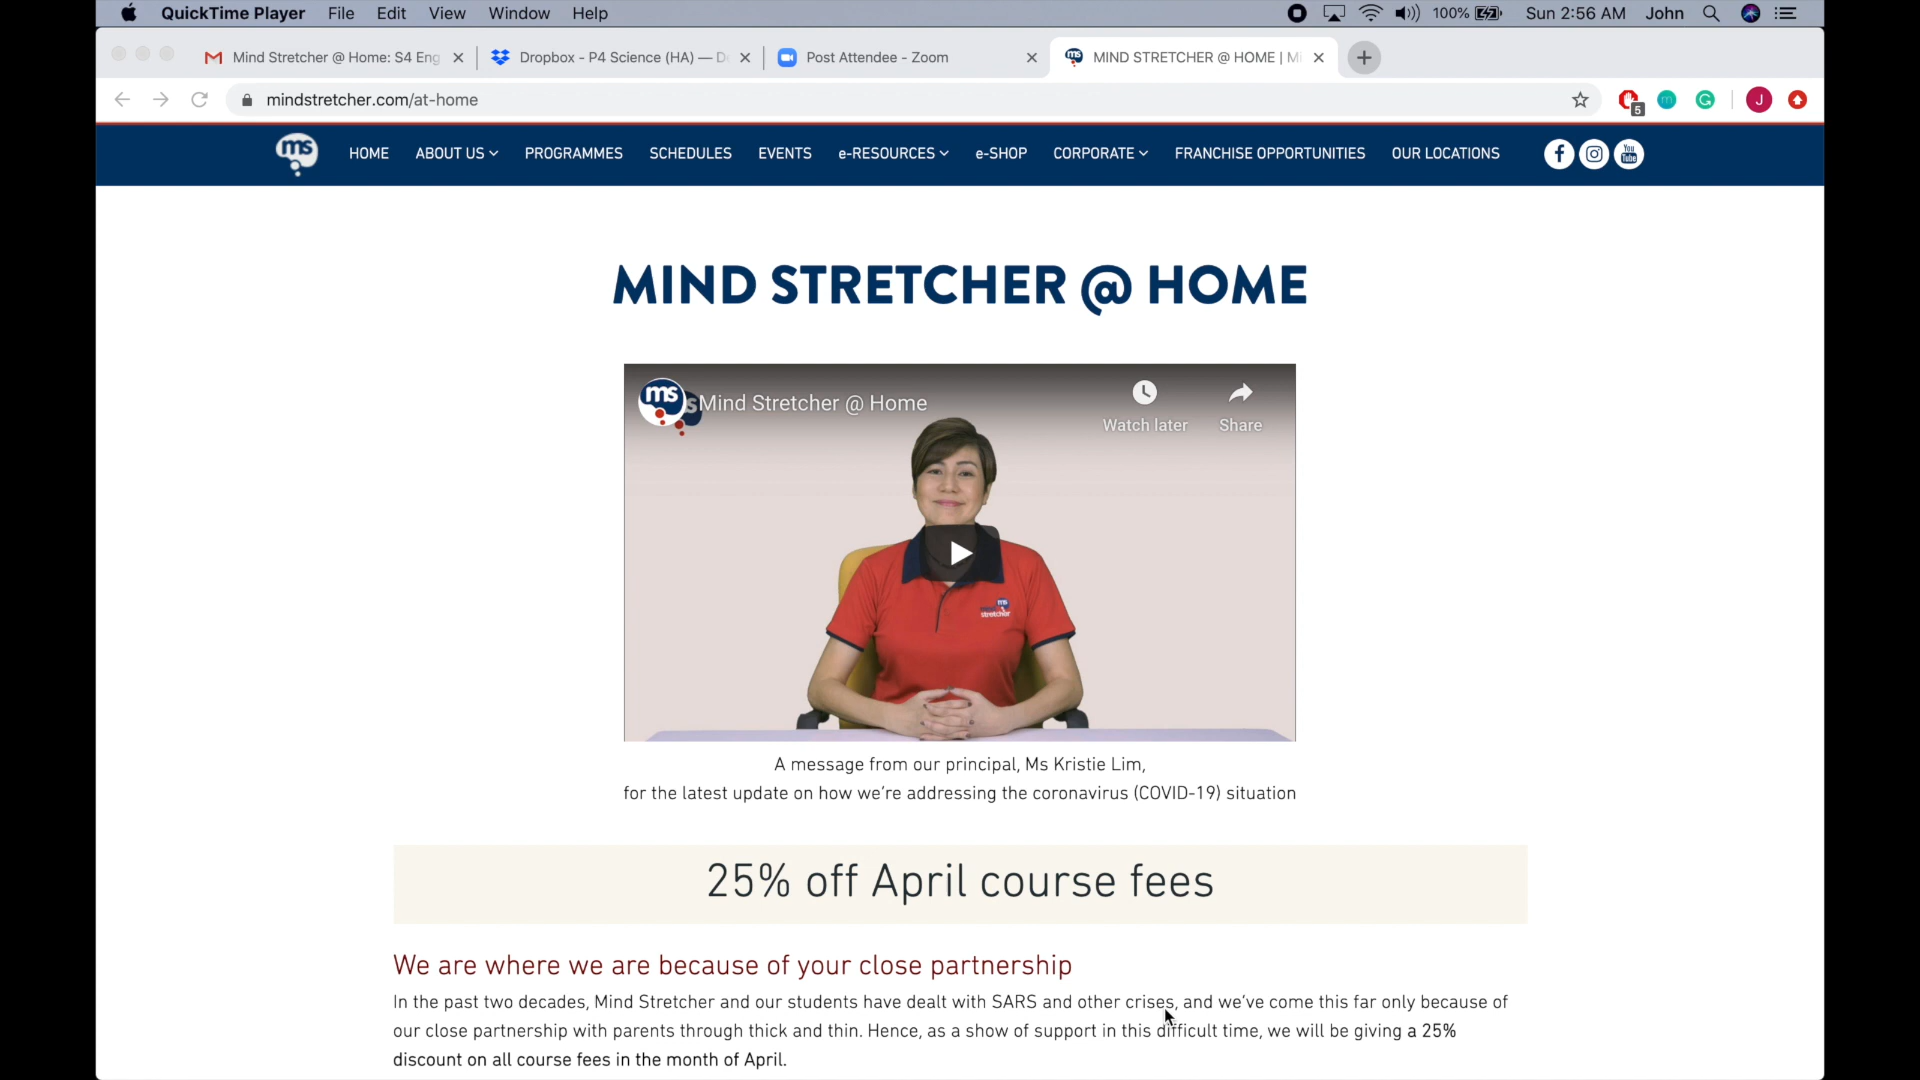 QuickTime Player File Edit View Window Help 100% Sun 2:56 AM John
Mind Stretcher @ Home: S4 Eng
Dropbox - P4 Science (HA) —
Post Attendee - Zoom
MIND STRETCHER @ HOME |
mindstretcher.com/at-home
5
m
G
J
ms
HOME ABOUT US PROGRAMMES SCHEDULES EVENTS e-RESOURCES e-SHOP CORPORATE FRANCHISE OPPORTUNITIES OUR LOCATIONS
You Tube
MIND STRETCHER @ HOME
ms
Mind Stretcher @ Home
Watch later
Share
ms
stretcher
A message from our principal, Ms Kristie Lim,
for the latest update on how we're addressing the coronavirus (COVID-19) situation
25% off April course fees
We are where we are because of your close partnership
In the past two decades, Mind Stretcher and our students have dealt with SARS and other crises, and we've come this far only because of
our close partnership with parents through thick and thin. Hence, as a show of support in this difficult time, we will be giving a 25%
discount on all course fees in the month of April.